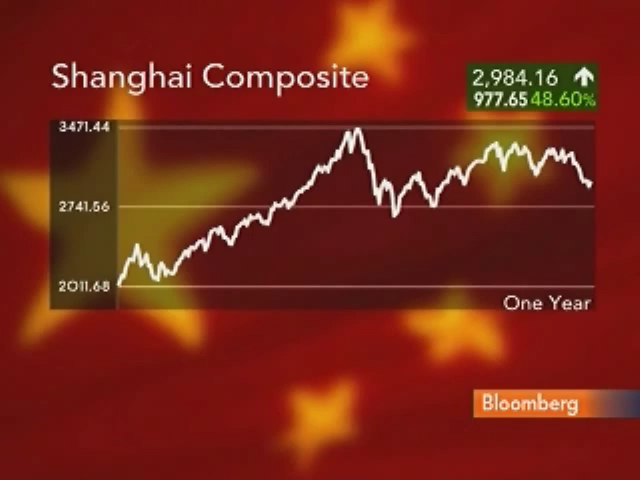 Shanghai Composite
2,984.16
977.65 48.60%
3471.44
2741.56
2011.68
One Year
Bloomberg